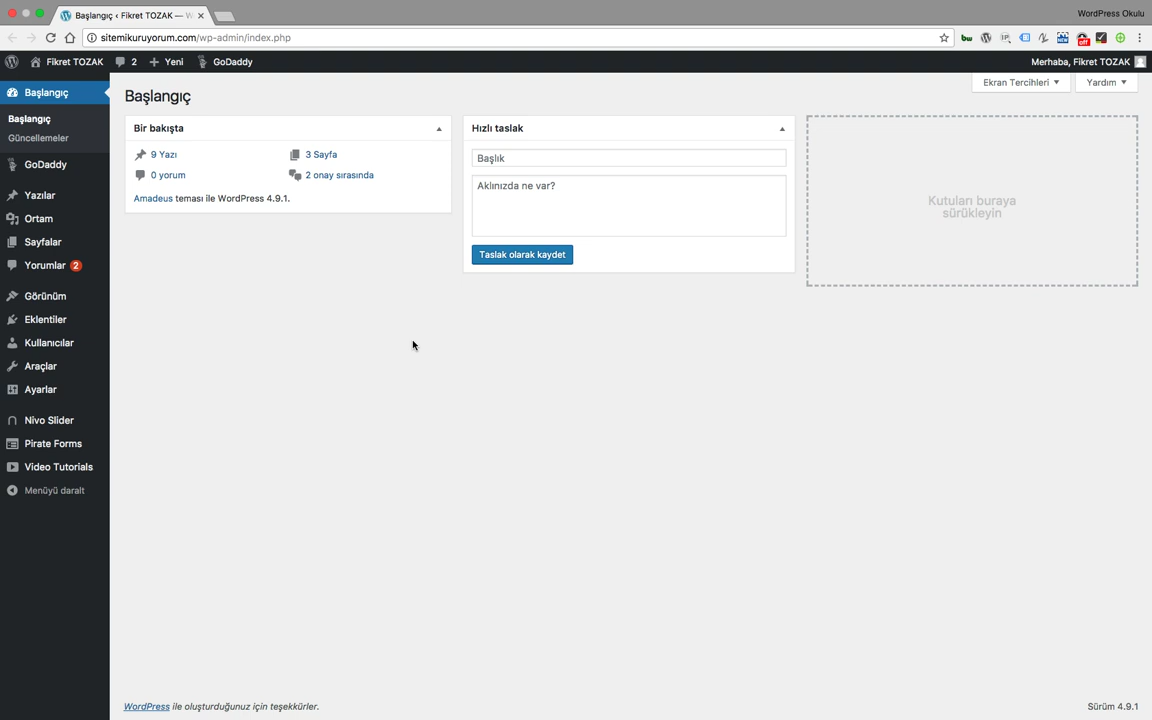 Başlangıç ‹ Fikret TOZAK — W
WordPress Okulu
sitemikuruyorum.com/wp-admin/index.php
Fikret TOZAK 2 Yeni GoDaddy Merhaba, Fikret TOZAK
Başlangıç
Başlangıç
Güncellemeler
GoDaddy
Yazılar
Ortam
Sayfalar
Yorumlar 2
Görünüm
Eklentiler
Kullanıcılar
Araçlar
Ayarlar
Nivo Slider
Pirate Forms
Video Tutorials
Menüyü daralt
Ekran Tercihleri
Yardım
Başlangıç
Bir bakışta
9 Yazı
3 Sayfa
0 yorum
2 onay sırasında
Amadeus teması ile WordPress 4.9.1.
Hızlı taslak
Başlık
Aklınızda ne var?
Taslak olarak kaydet
Kutuları buraya
sürükleyin
WordPress ile oluşturduğunuz için teşekkürler.
Sürüm 4.9.1